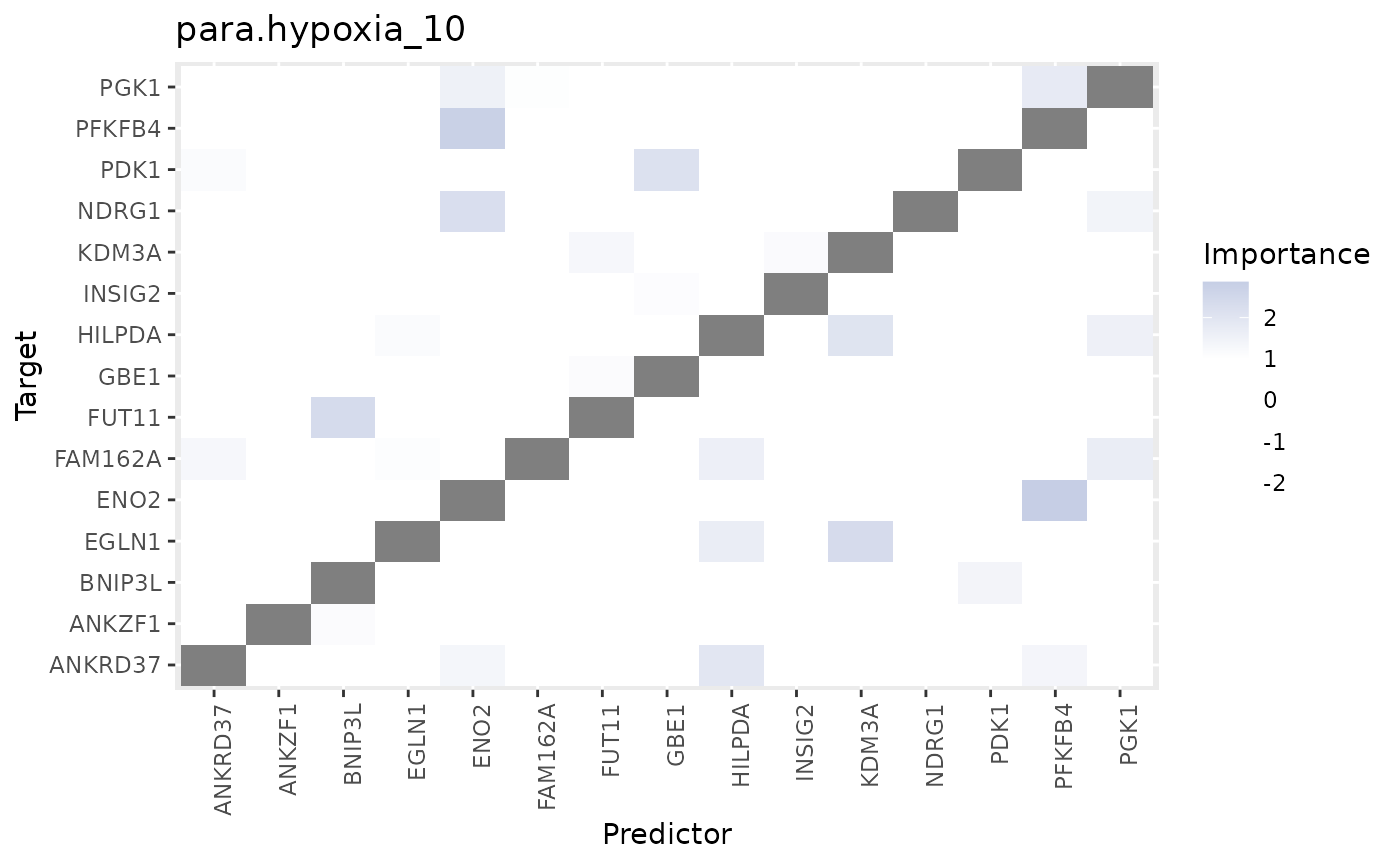 para.hypoxia_10
PGK1
PFKFB4
PDK1
NDRG1
KDM3A
INSIG2
HILPDA
GBE1
FUT11
FAM162A
ENO2
EGLN1
BNIP3L
ANKZF1
ANKRD37
Target
ANKRD37
ANKZF1
BNIP3L
EGLN1
ENO2
FAM162A
FUT11
GBE1
HILPDA
INSIG2
KDM3A
NDRG1
PDK1
PFKFB4
PGK1
Predictor
Importance
2
1
0
-1
-2